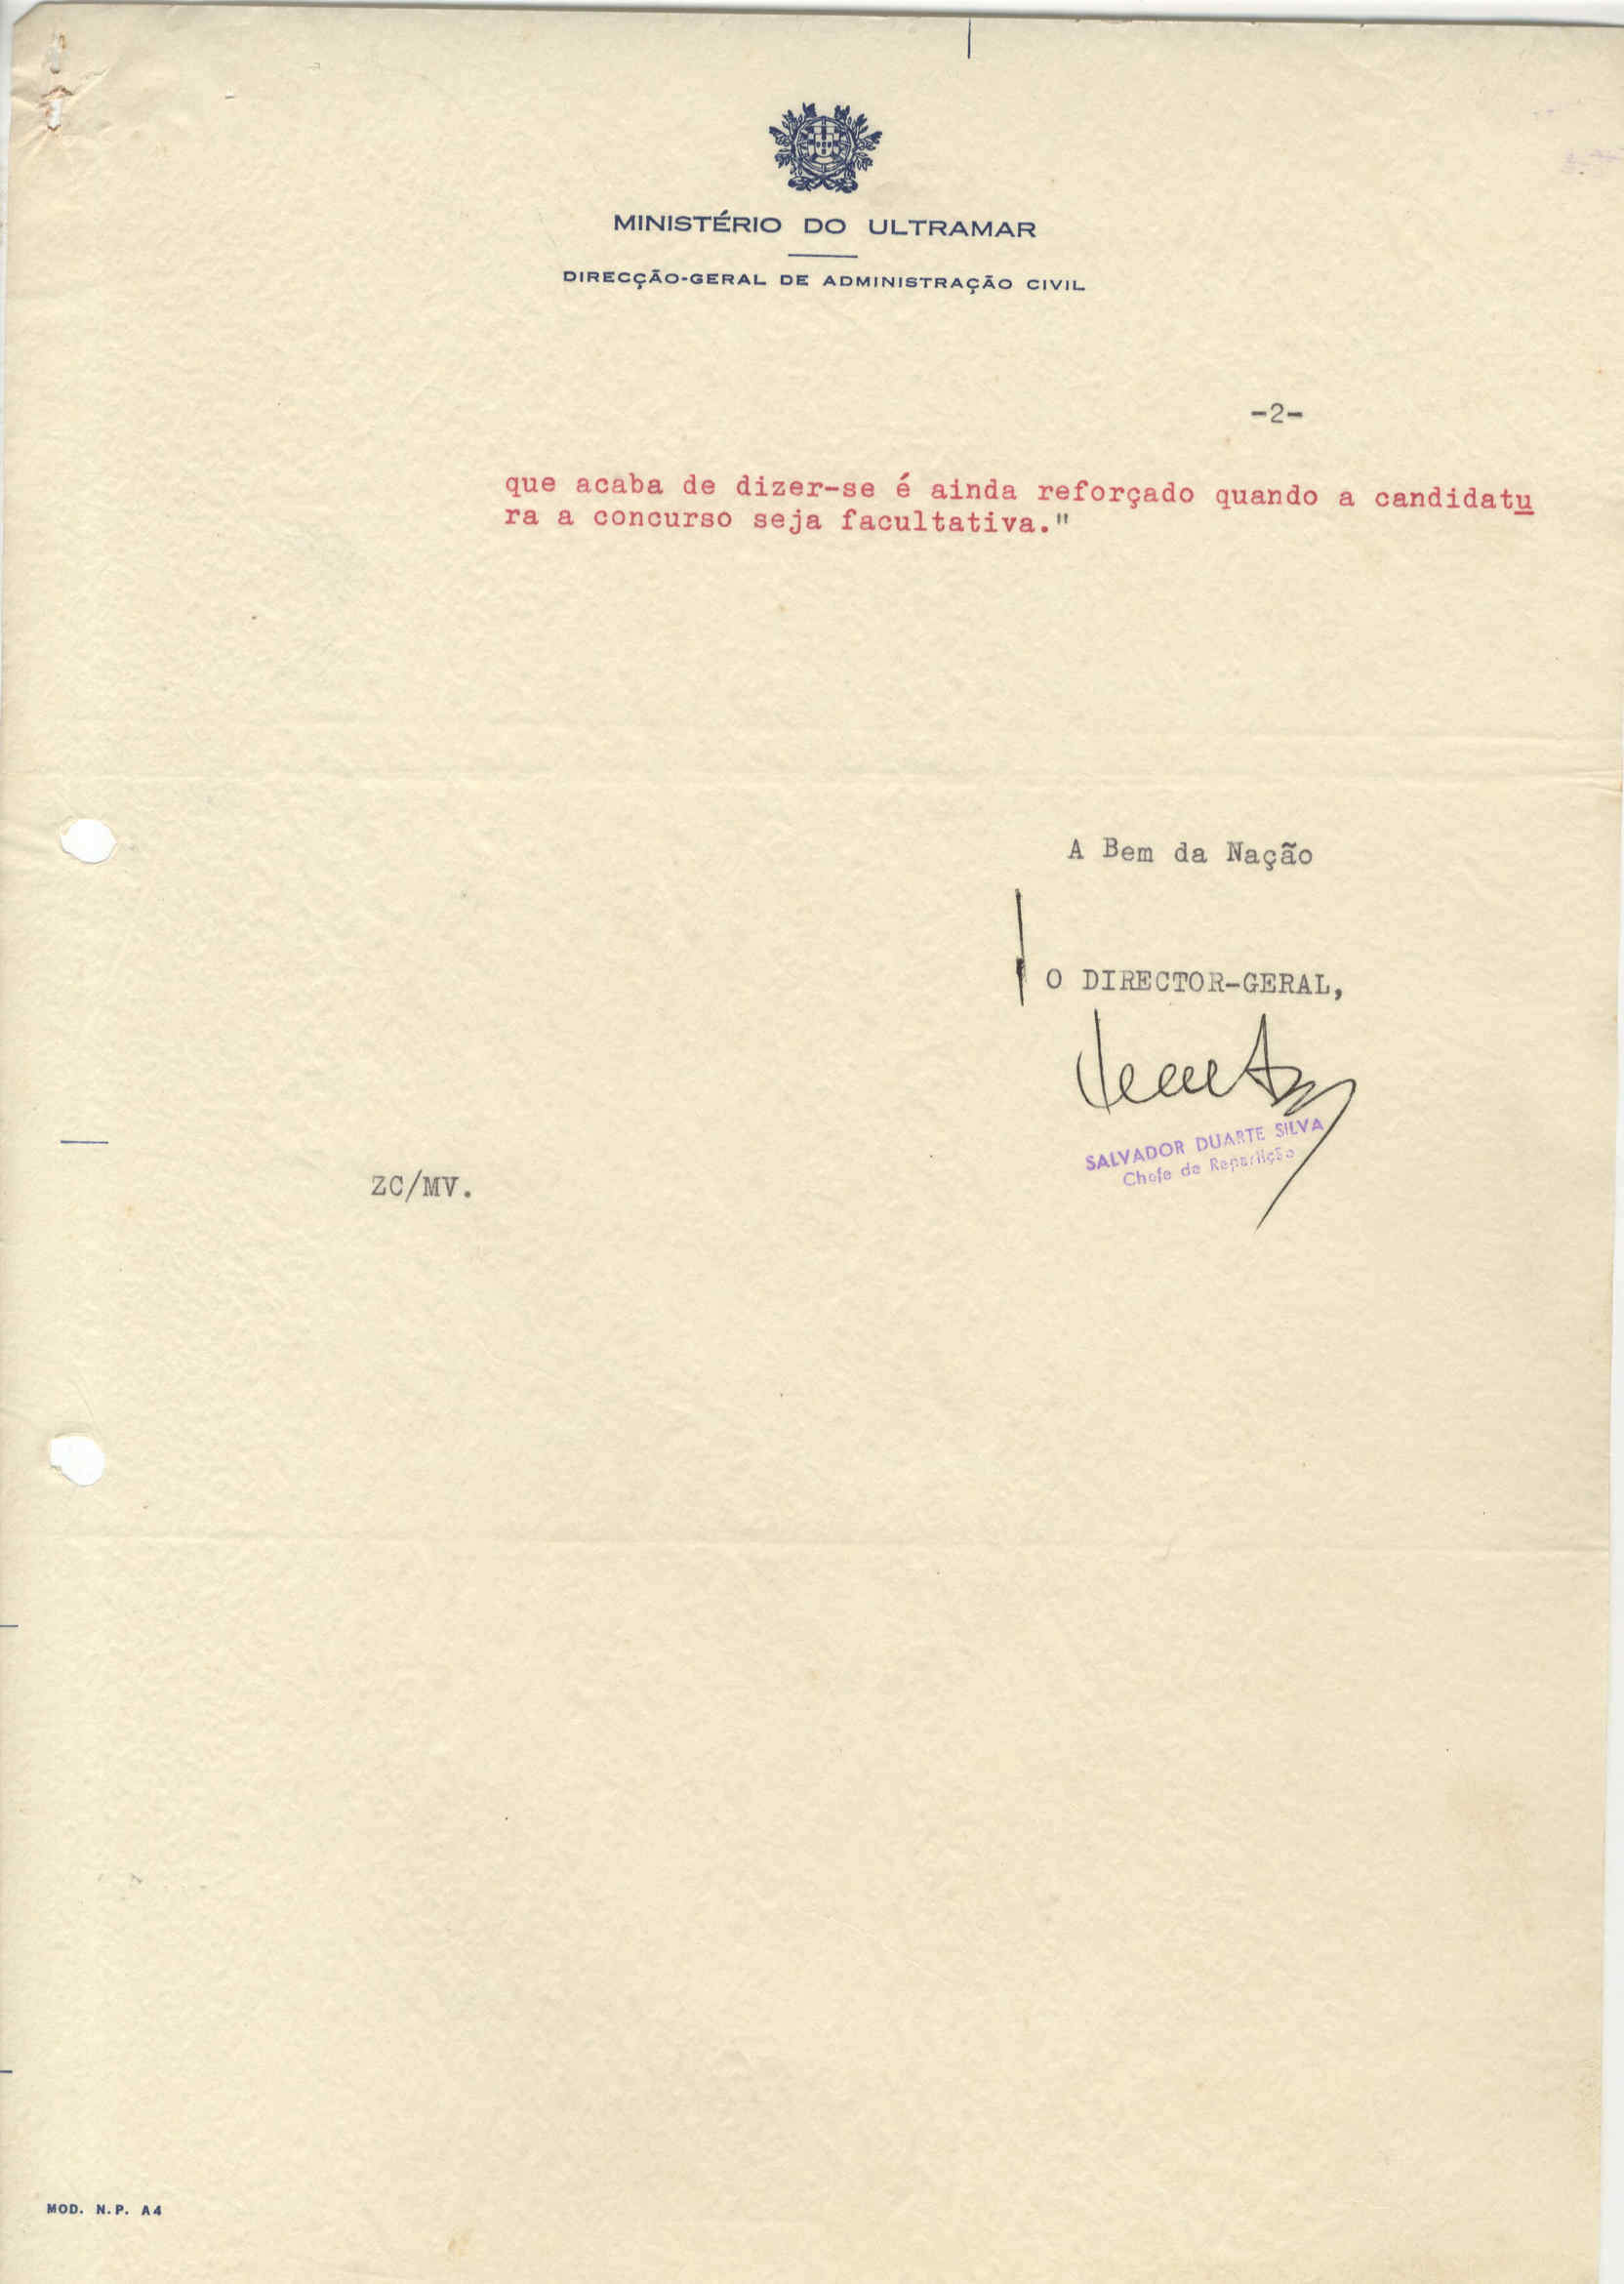 MINISTÉRIO DO ULTRAMAR
DIRECÇÃO-GERAL DE ADMINISTRAÇÃO CIVIL
-2-
que acaba de dizer-se é ainda reforçado quando a candidatu
ra a concurso seja facultativa."
A Bem da Nação
O DIRECTOR-GERAL,
SALVADOR DUARTE SILVA
Chefe de Repartição
ZC/MV.
MOD. N.P. A4